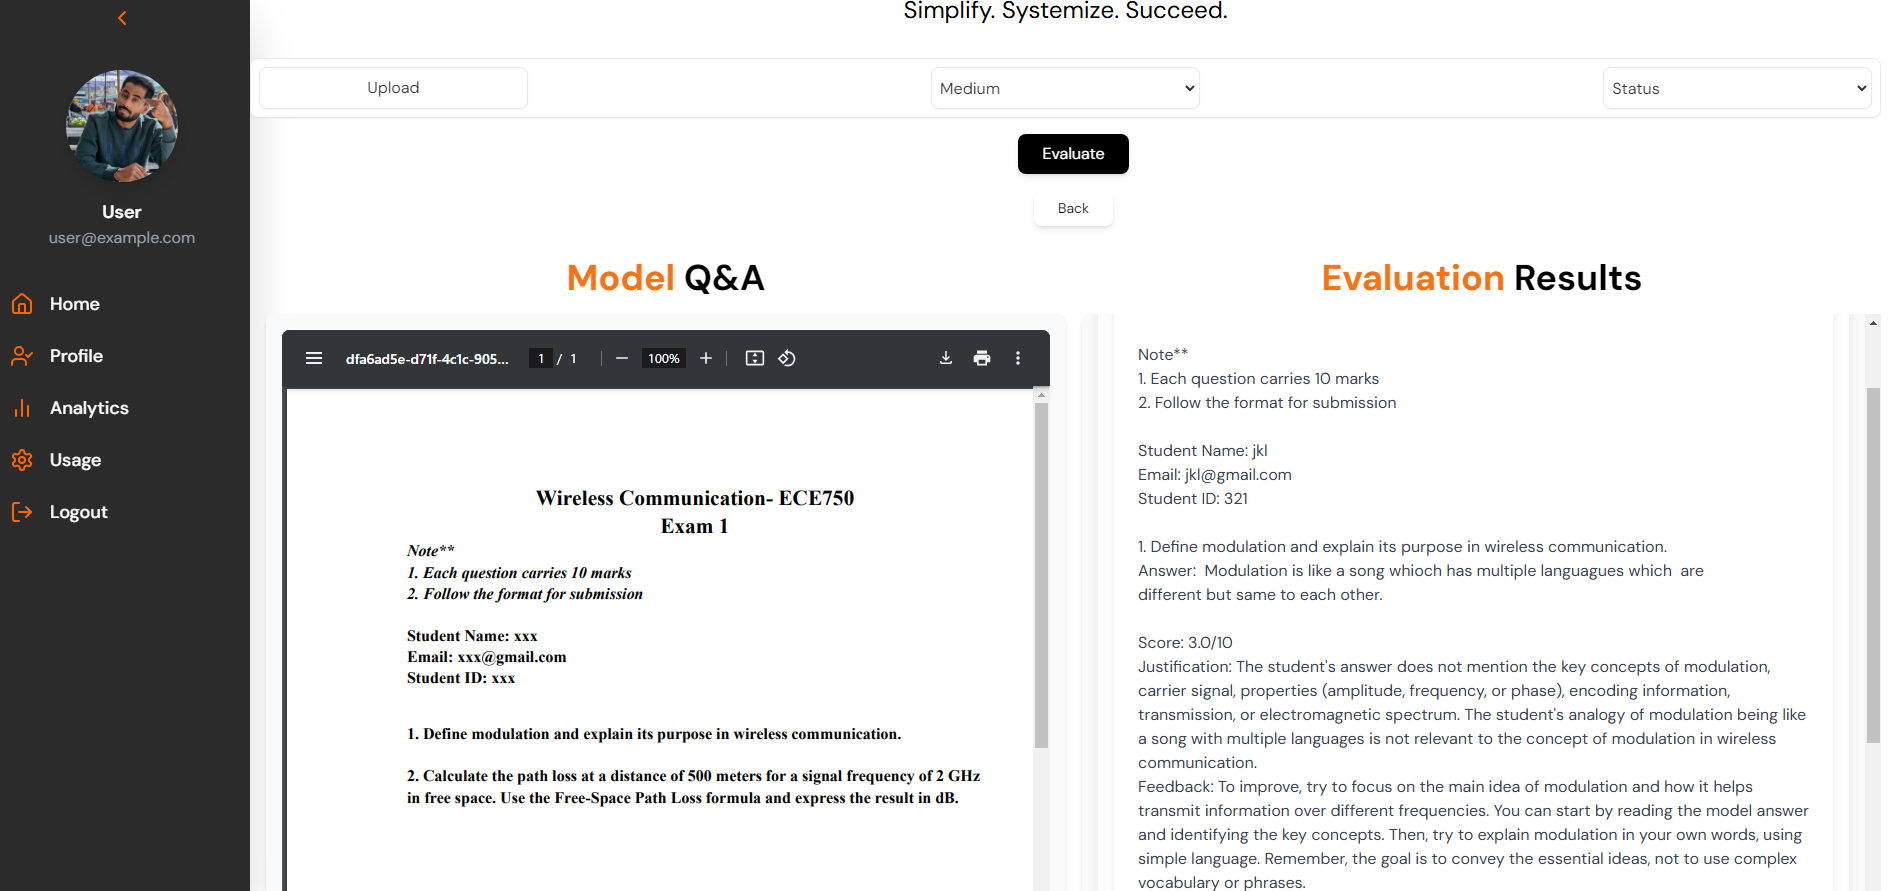 Simplify. Systemize. Succeed.
User
user@example.com
Home
Profile
Analytics
Usage
Logout
Upload
Medium
Status
Evaluate
Back
Model Q&A
dfa6ad5e-d71f-4c1c-905...
1 / 1
100%
Wireless Communication- ECE750
Exam 1
Note**
1. Each question carries 10 marks
2. Follow the format for submission
Student Name: xxx
Email: xxx@gmail.com
Student ID: xxx
1. Define modulation and explain its purpose in wireless communication.
2. Calculate the path loss at a distance of 500 meters for a signal frequency of 2 GHz
in free space. Use the Free-Space Path Loss formula and express the result in dB.
Evaluation Results
Note**
1. Each question carries 10 marks
2. Follow the format for submission
Student Name: jkl
Email: jkl@gmail.com
Student ID: 321
1. Define modulation and explain its purpose in wireless communication.
Answer:  Modulation is like a song whioch has multiple languagues which  are
different but same to each other.
Score: 3.0/10
Justification: The student's answer does not mention the key concepts of modulation,
carrier signal, properties (amplitude, frequency, or phase), encoding information,
transmission, or electromagnetic spectrum. The student's analogy of modulation being like
a song with multiple languages is not relevant to the concept of modulation in wireless
communication.
Feedback: To improve, try to focus on the main idea of modulation and how it helps
transmit information over different frequencies. You can start by reading the model answer
and identifying the key concepts. Then, try to explain modulation in your own words, using
simple language. Remember, the goal is to convey the essential ideas, not to use complex
vocabulary or phrases.